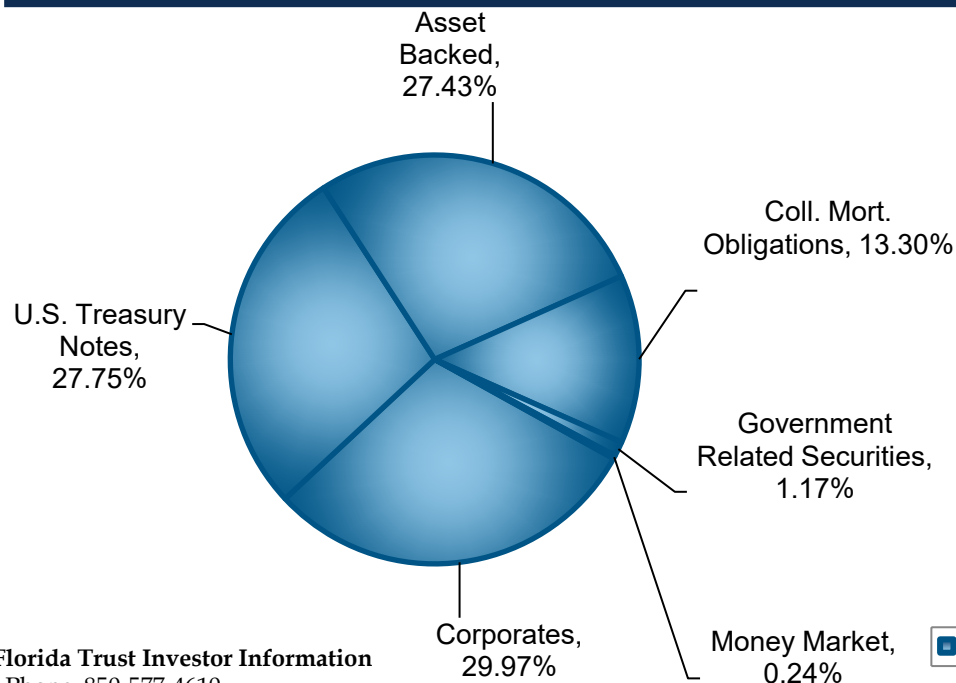 Asset
Backed,
27.43%
Coll. Mort.
Obligations, 13.30%
U.S. Treasury
Notes,
27.75%
Government
Related Securities,
1.17%
Corporates,
29.97%
Money Market,
0.24%
Florida Trust Investor Information